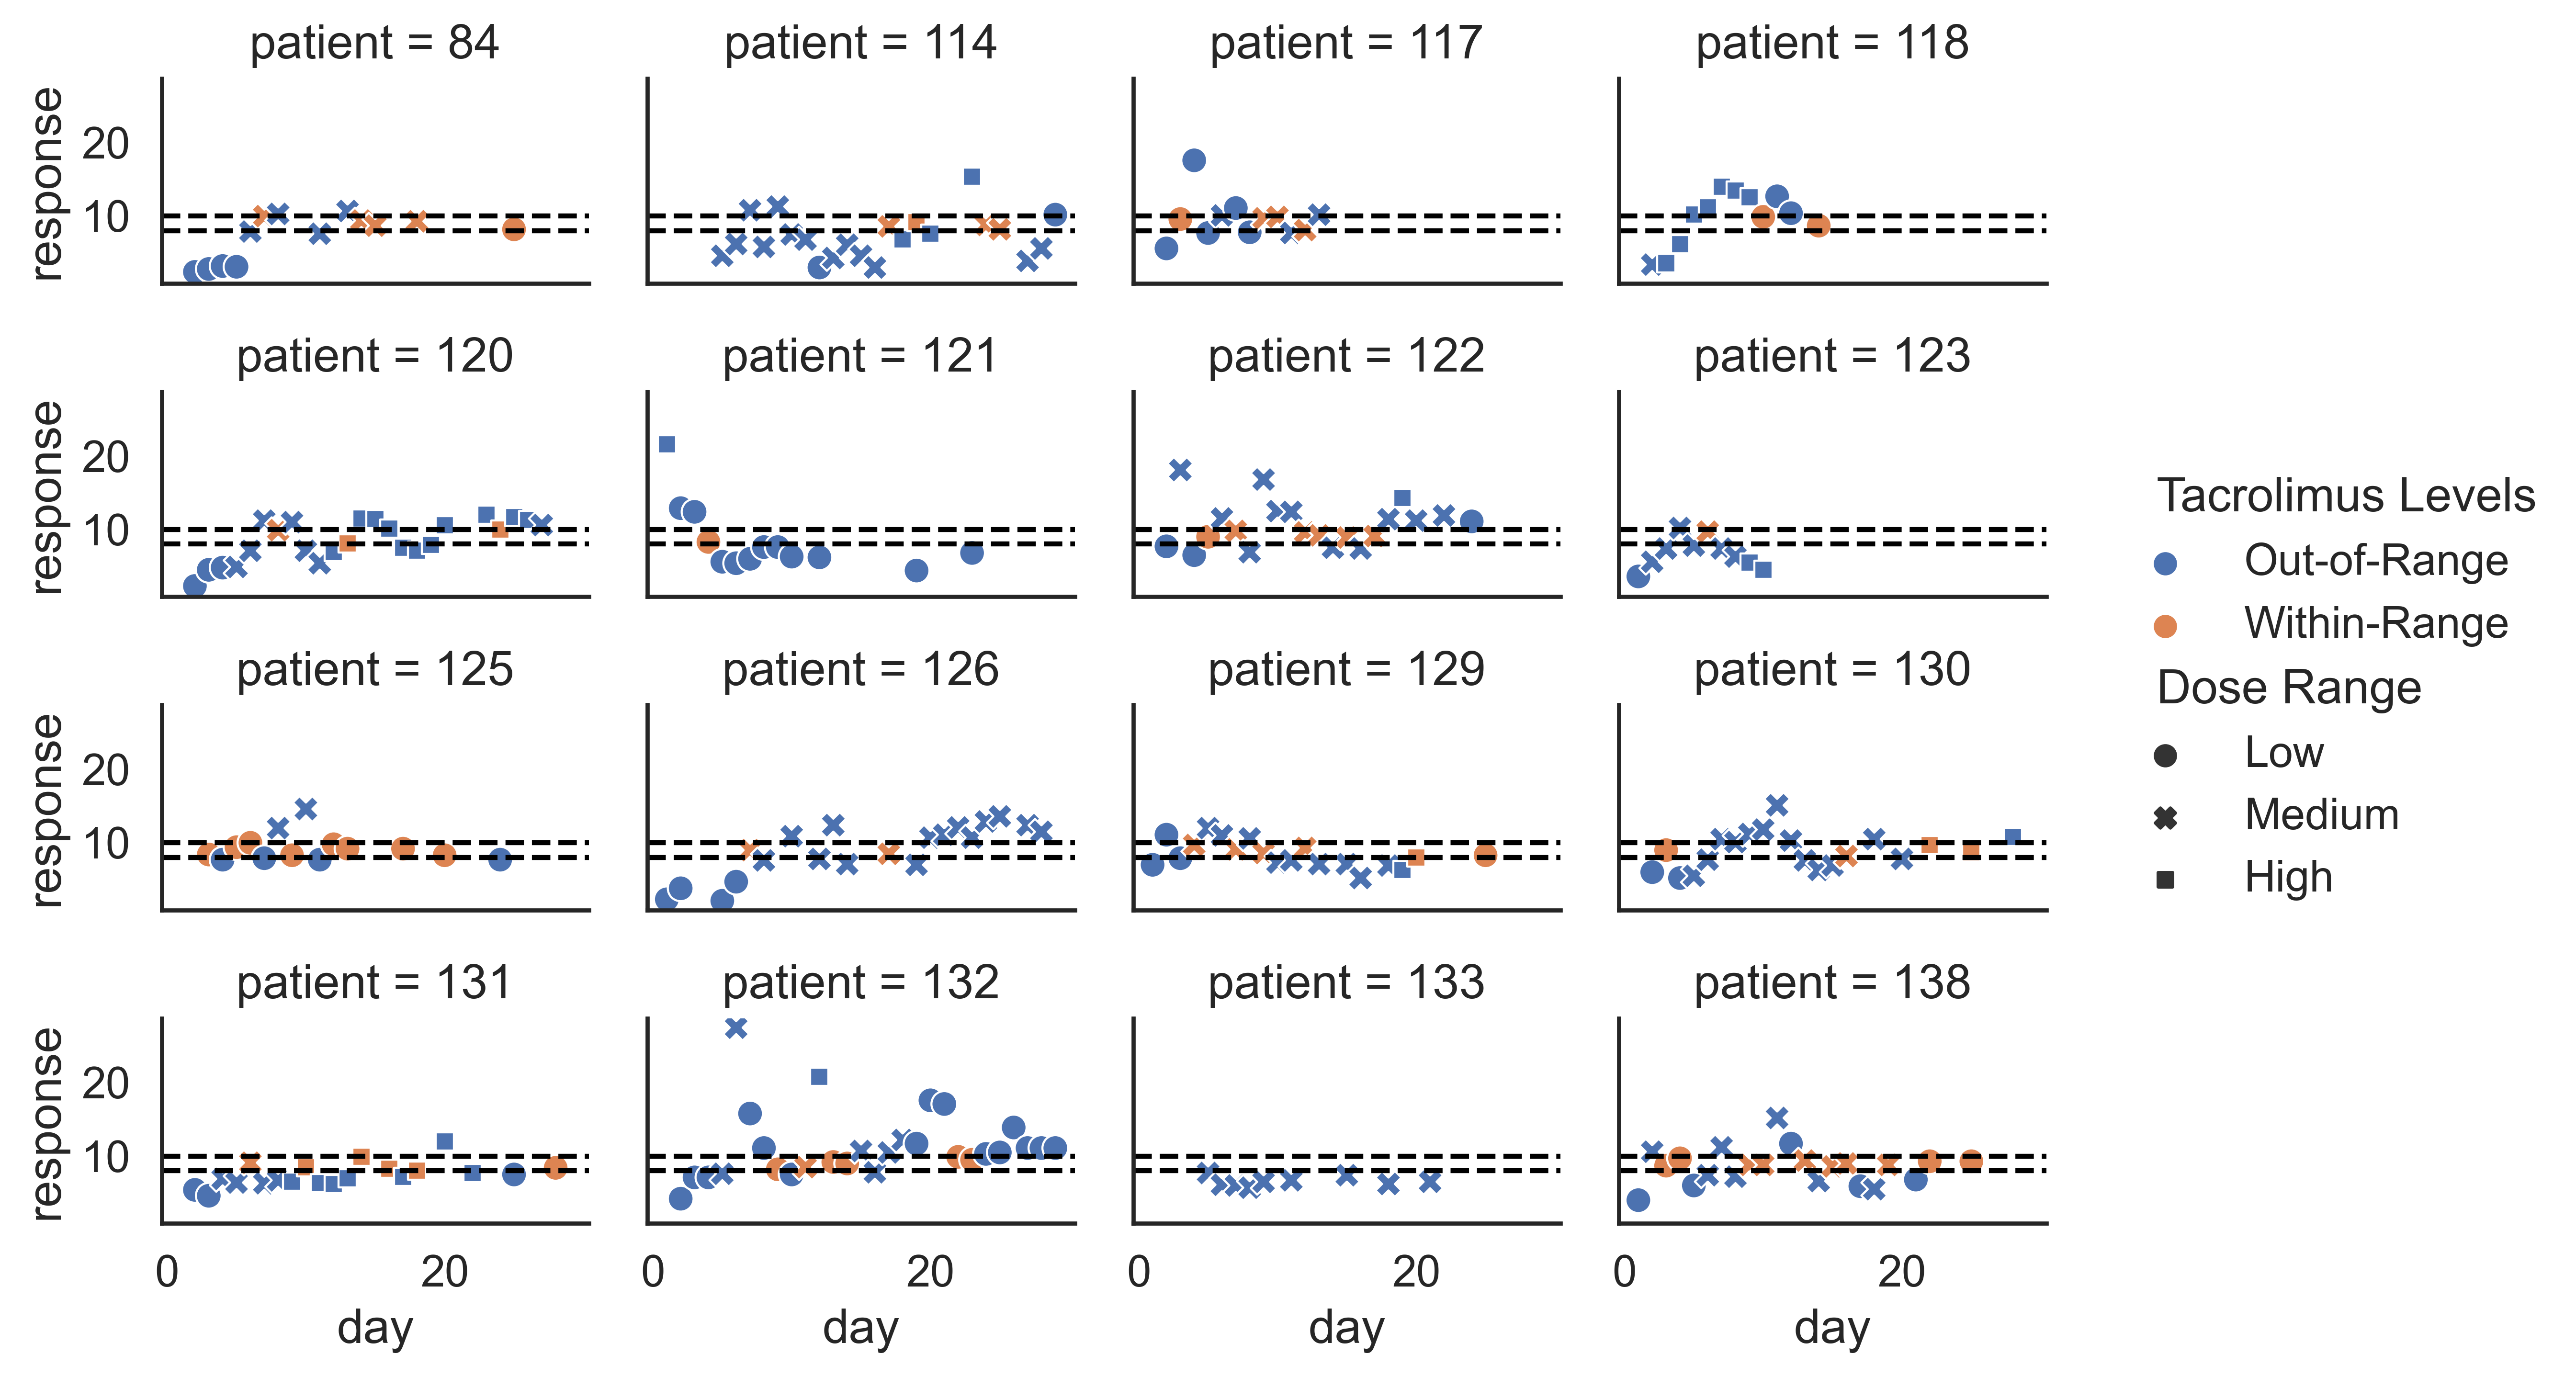 patient = 84
patient = 114
patient = 117
patient = 118
response
20
10
patient = 120
patient = 121
patient = 122
patient = 123
response
20
10
patient = 125
patient = 126
patient = 129
patient = 130
response
20
10
patient = 131
patient = 132
patient = 133
patient = 138
response
20
10
0 20
0 20
0 20
0 20
day
day
day
day
Tacrolimus Levels
Out-of-Range
Within-Range
Dose Range
Low
Medium
High